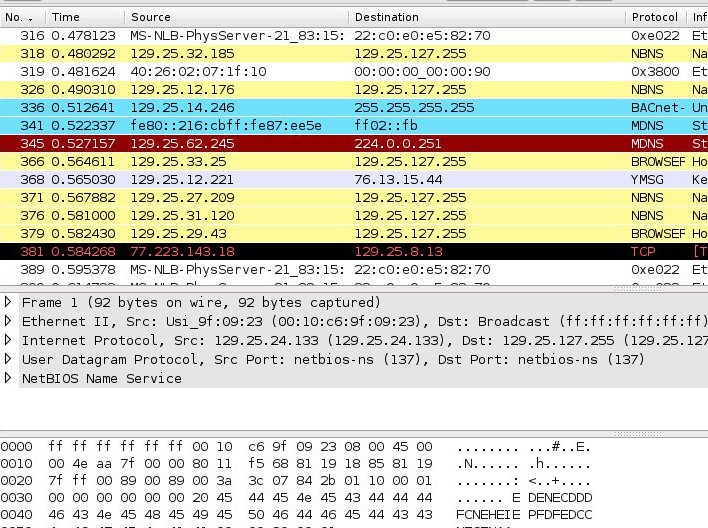 No. Time Source Destination Protocol Inf
316 0.478123 MS-NLB-PhysServer-21_83:15: 22:c0:e0:e5:82:70 0xe022 Et
318 0.480292 129.25.32.185 129.25.127.255 NBNS Na
319 0.481624 40:26:02:07:1f:10 00:00:00_00:00:90 0x3800 Et
326 0.490310 129.25.12.176 129.25.127.255 NBNS Na
336 0.512641 129.25.14.246 255.255.255.255 BACnet- Un
341 0.522337 fe80::216:cbff:fe87:ee5e ff02::fb MDNS St
345 0.527157 129.25.62.245 224.0.0.251 MDNS St
366 0.564611 129.25.33.25 129.25.127.255 BROWSEF Ho
368 0.565030 129.25.12.221 76.13.15.44 YMSG Ke
371 0.567882 129.25.27.209 129.25.127.255 NBNS Na
376 0.581000 129.25.31.120 129.25.127.255 NBNS Na
379 0.582430 129.25.29.43 129.25.127.255 BROWSEF Ho
381 0.584268 77.223.143.18 129.25.8.13 TCP [T
389 0.595378 MS-NLB-PhysServer-21_83:15: 22:c0:e0:e5:82:70 0xe022 Et
Frame 1 (92 bytes on wire, 92 bytes captured)
Ethernet II, Src: Usi_9f:09:23 (00:10:c6:9f:09:23), Dst: Broadcast (ff:ff:ff:ff:ff:ff)
Internet Protocol, Src: 129.25.24.133 (129.25.24.133), Dst: 129.25.127.255 (129.25.127
User Datagram Protocol, Src Port: netbios-ns (137), Dst Port: netbios-ns (137)
NetBIOS Name Service
0000 ff ff ff ff ff ff 00 10 c6 9f 09 23 08 00 45 00 ........ ...#..E.
0010 00 4e aa 7f 00 00 80 11 f5 68 81 19 18 85 81 19 .N...... .h......
0020 7f ff 00 89 00 89 00 3a 3c 07 84 2b 01 10 00 01 .......: <..+....
0030 00 00 00 00 00 00 20 45 44 45 4e 45 43 44 44 44 ...... E DENECDDD
0040 46 43 4e 45 48 45 49 45 50 46 46 44 45 44 43 43 FCNEHEIE PFDFEDCC